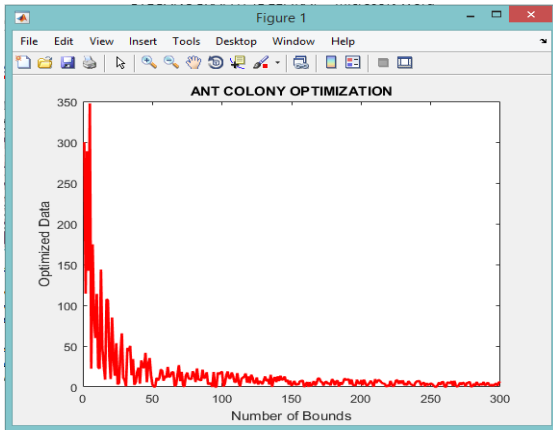 Figure 1
File Edit View Insert Tools Desktop Window Help
ANT COLONY OPTIMIZATION
350
300
250
200
150
100
50
0
Optimized Data
0 50 100 150 200 250 300
Number of Bounds